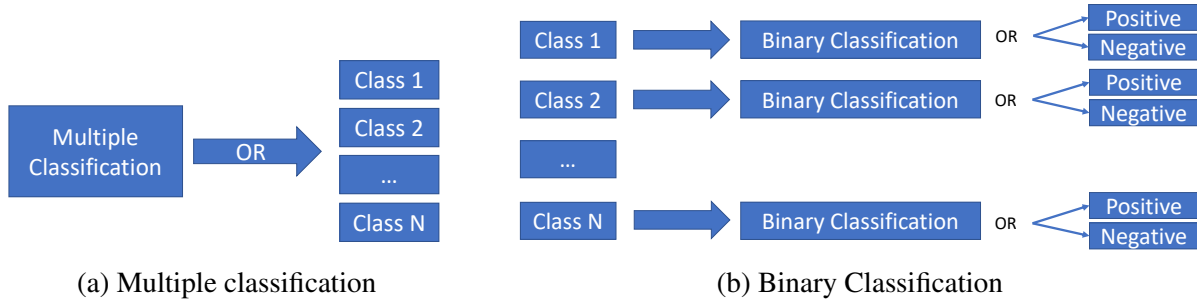 Multiple
Classification
OR
Class 1
Class 2
...
Class N
(a) Multiple classification
Class 1
Binary Classification
OR
Positive
Negative
Class 2
Binary Classification
OR
Positive
Negative
...
Class N
Binary Classification
OR
Positive
Negative
(b) Binary Classification